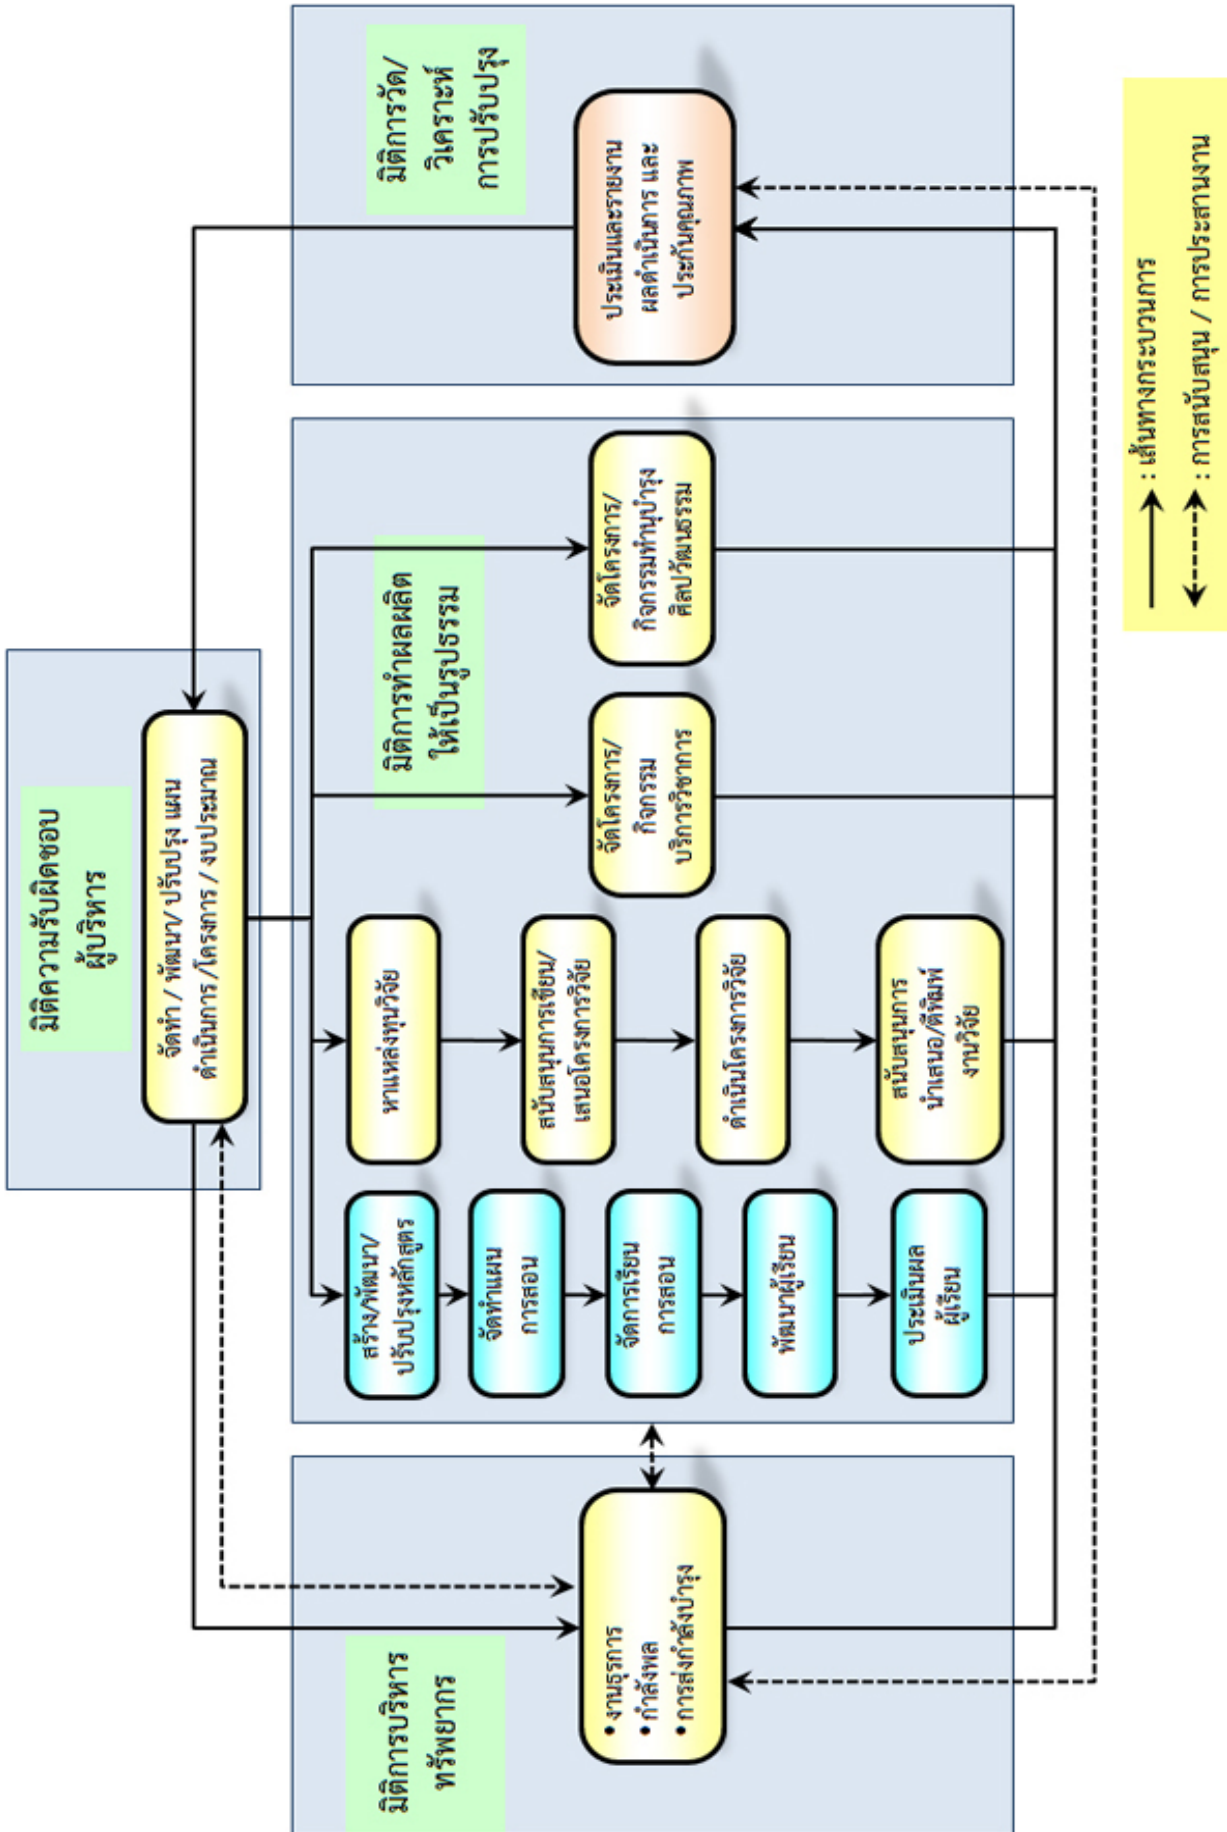 มิติความรับผิดชอบ
ผู้บริหาร
จัดทำ / พัฒนา/ ปรับปรุง แผน
ดำเนินการ /โครงการ / งบประมาณ
มิติการบริหาร
ทรัพยากร
• งานธุรการ
• กำลังพล
• การส่งกำลังบำรุง
มิติการทำผลผลิต
ให้เป็นรูปธรรม
สร้าง/พัฒนา/
ปรับปรุงหลักสูตร
จัดทำแผน
การสอน
จัดการเรียน
การสอน
พัฒนาผู้เรียน
ประเมินผล
ผู้เรียน
หาแหล่งทุนวิจัย
สนับสนุนการเขียน/
เสนอโครงการวิจัย
ดำเนินโครงการวิจัย
สนับสนุนการ
นำเสนอ/ตีพิมพ์
งานวิจัย
จัดโครงการ/
กิจกรรม
บริการวิชาการ
จัดโครงการ/
กิจกรรมทำนุบำรุง
ศิลปวัฒนธรรม
มิติการวัด/
วิเคราะห์
การปรับปรุง
ประเมินและรายงาน
ผลดำเนินการ และ
ประกันคุณภาพ
: เส้นทางกระบวนการ
: การสนับสนุน / การประสานงาน